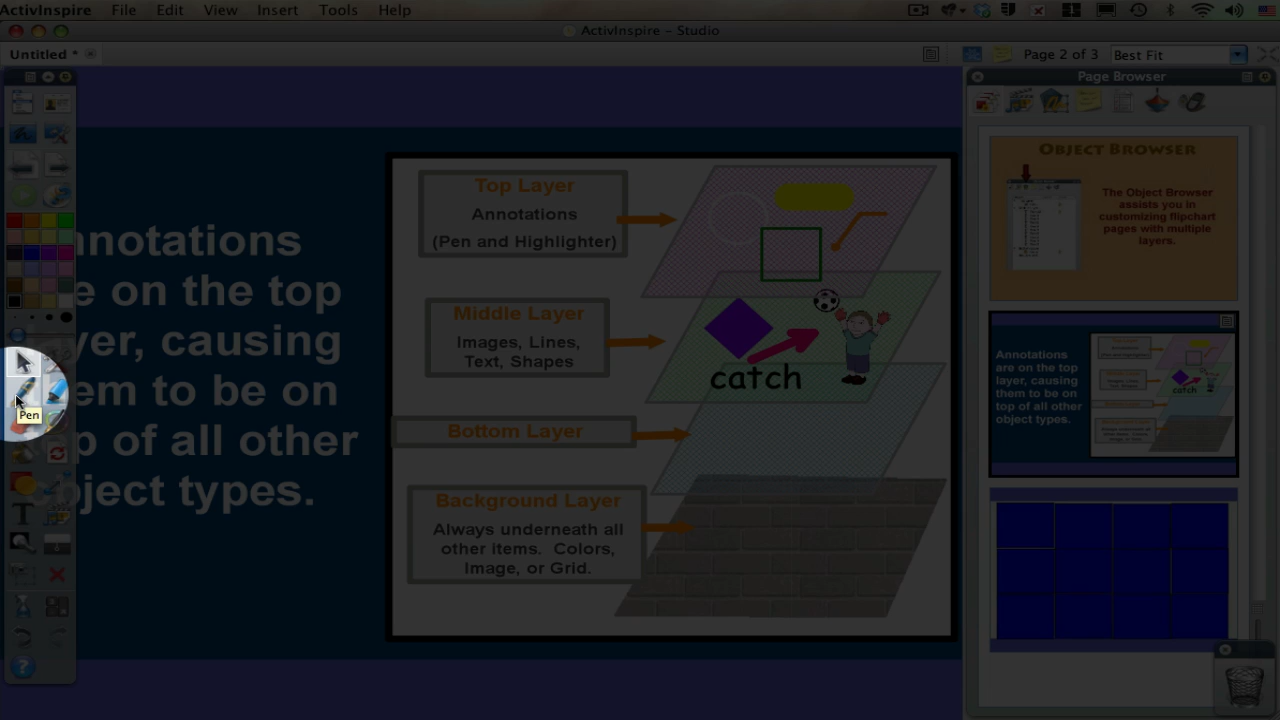 ActivInspire File Edit View Insert Tools Help
ActivInspire – Studio
Untitled *
Page 2 of 3 Best Fit
Page Browser
nnotations
e on the top
yer, causing
em to be on
p of all other
bject types.
Pen
Top Layer
Annotations
(Pen and Highlighter)
Middle Layer
Images, Lines,
Text, Shapes
catch
Bottom Layer
Background Layer
Always underneath all
other items. Colors,
Image, or Grid.
Object Browser
The Object Browser
assists you in
customizing flipchart
pages with multiple
layers.
Annotations
are on the top
layer, causing
them to be on
top of all other
object types.
catch